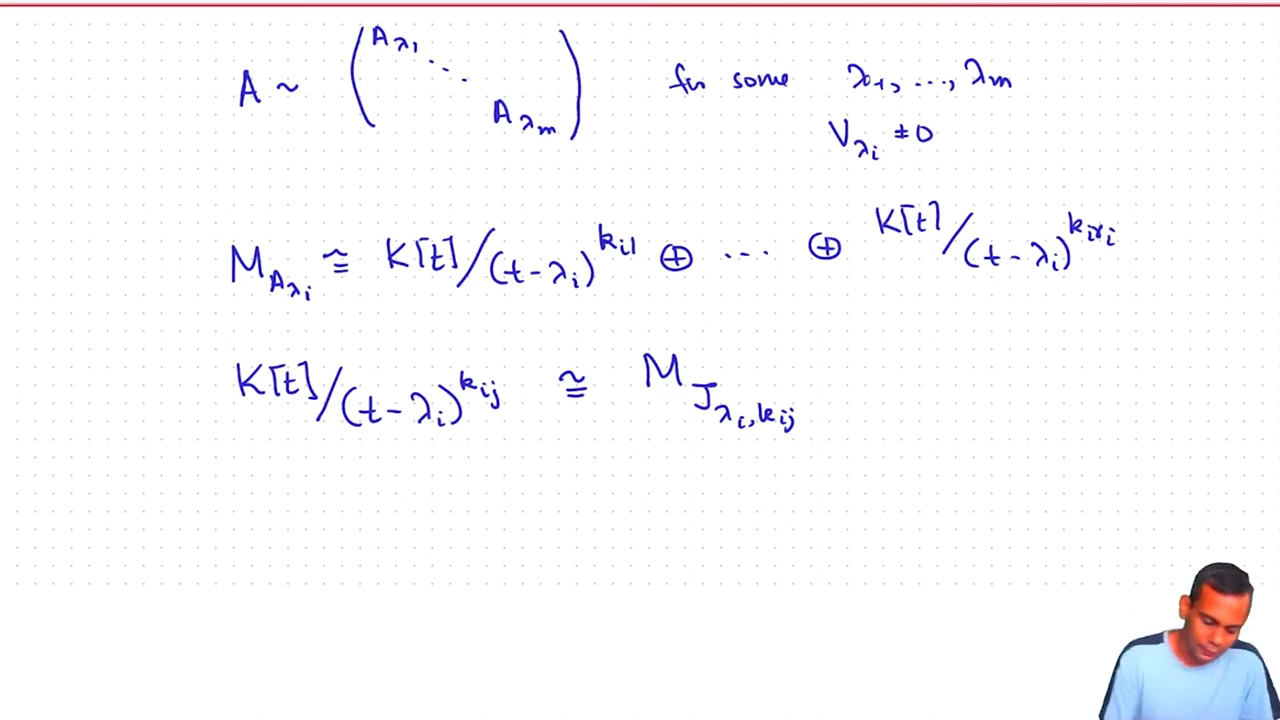 A ~ (A_{λ_1} ⋱ A_{λ_m}) for some λ_1, ..., λ_m
V_{λ_i} ≠ 0
M_{A_{λ_i}} ≅ K[t]/(t-λ_i)^{k_{i1}} ⊕ ... ⊕ K[t]/(t-λ_i)^{k_{ir_i}}
K[t]/(t-λ_i)^{k_{ij}} ≅ M_{J_{λ_i,k_{ij}}}